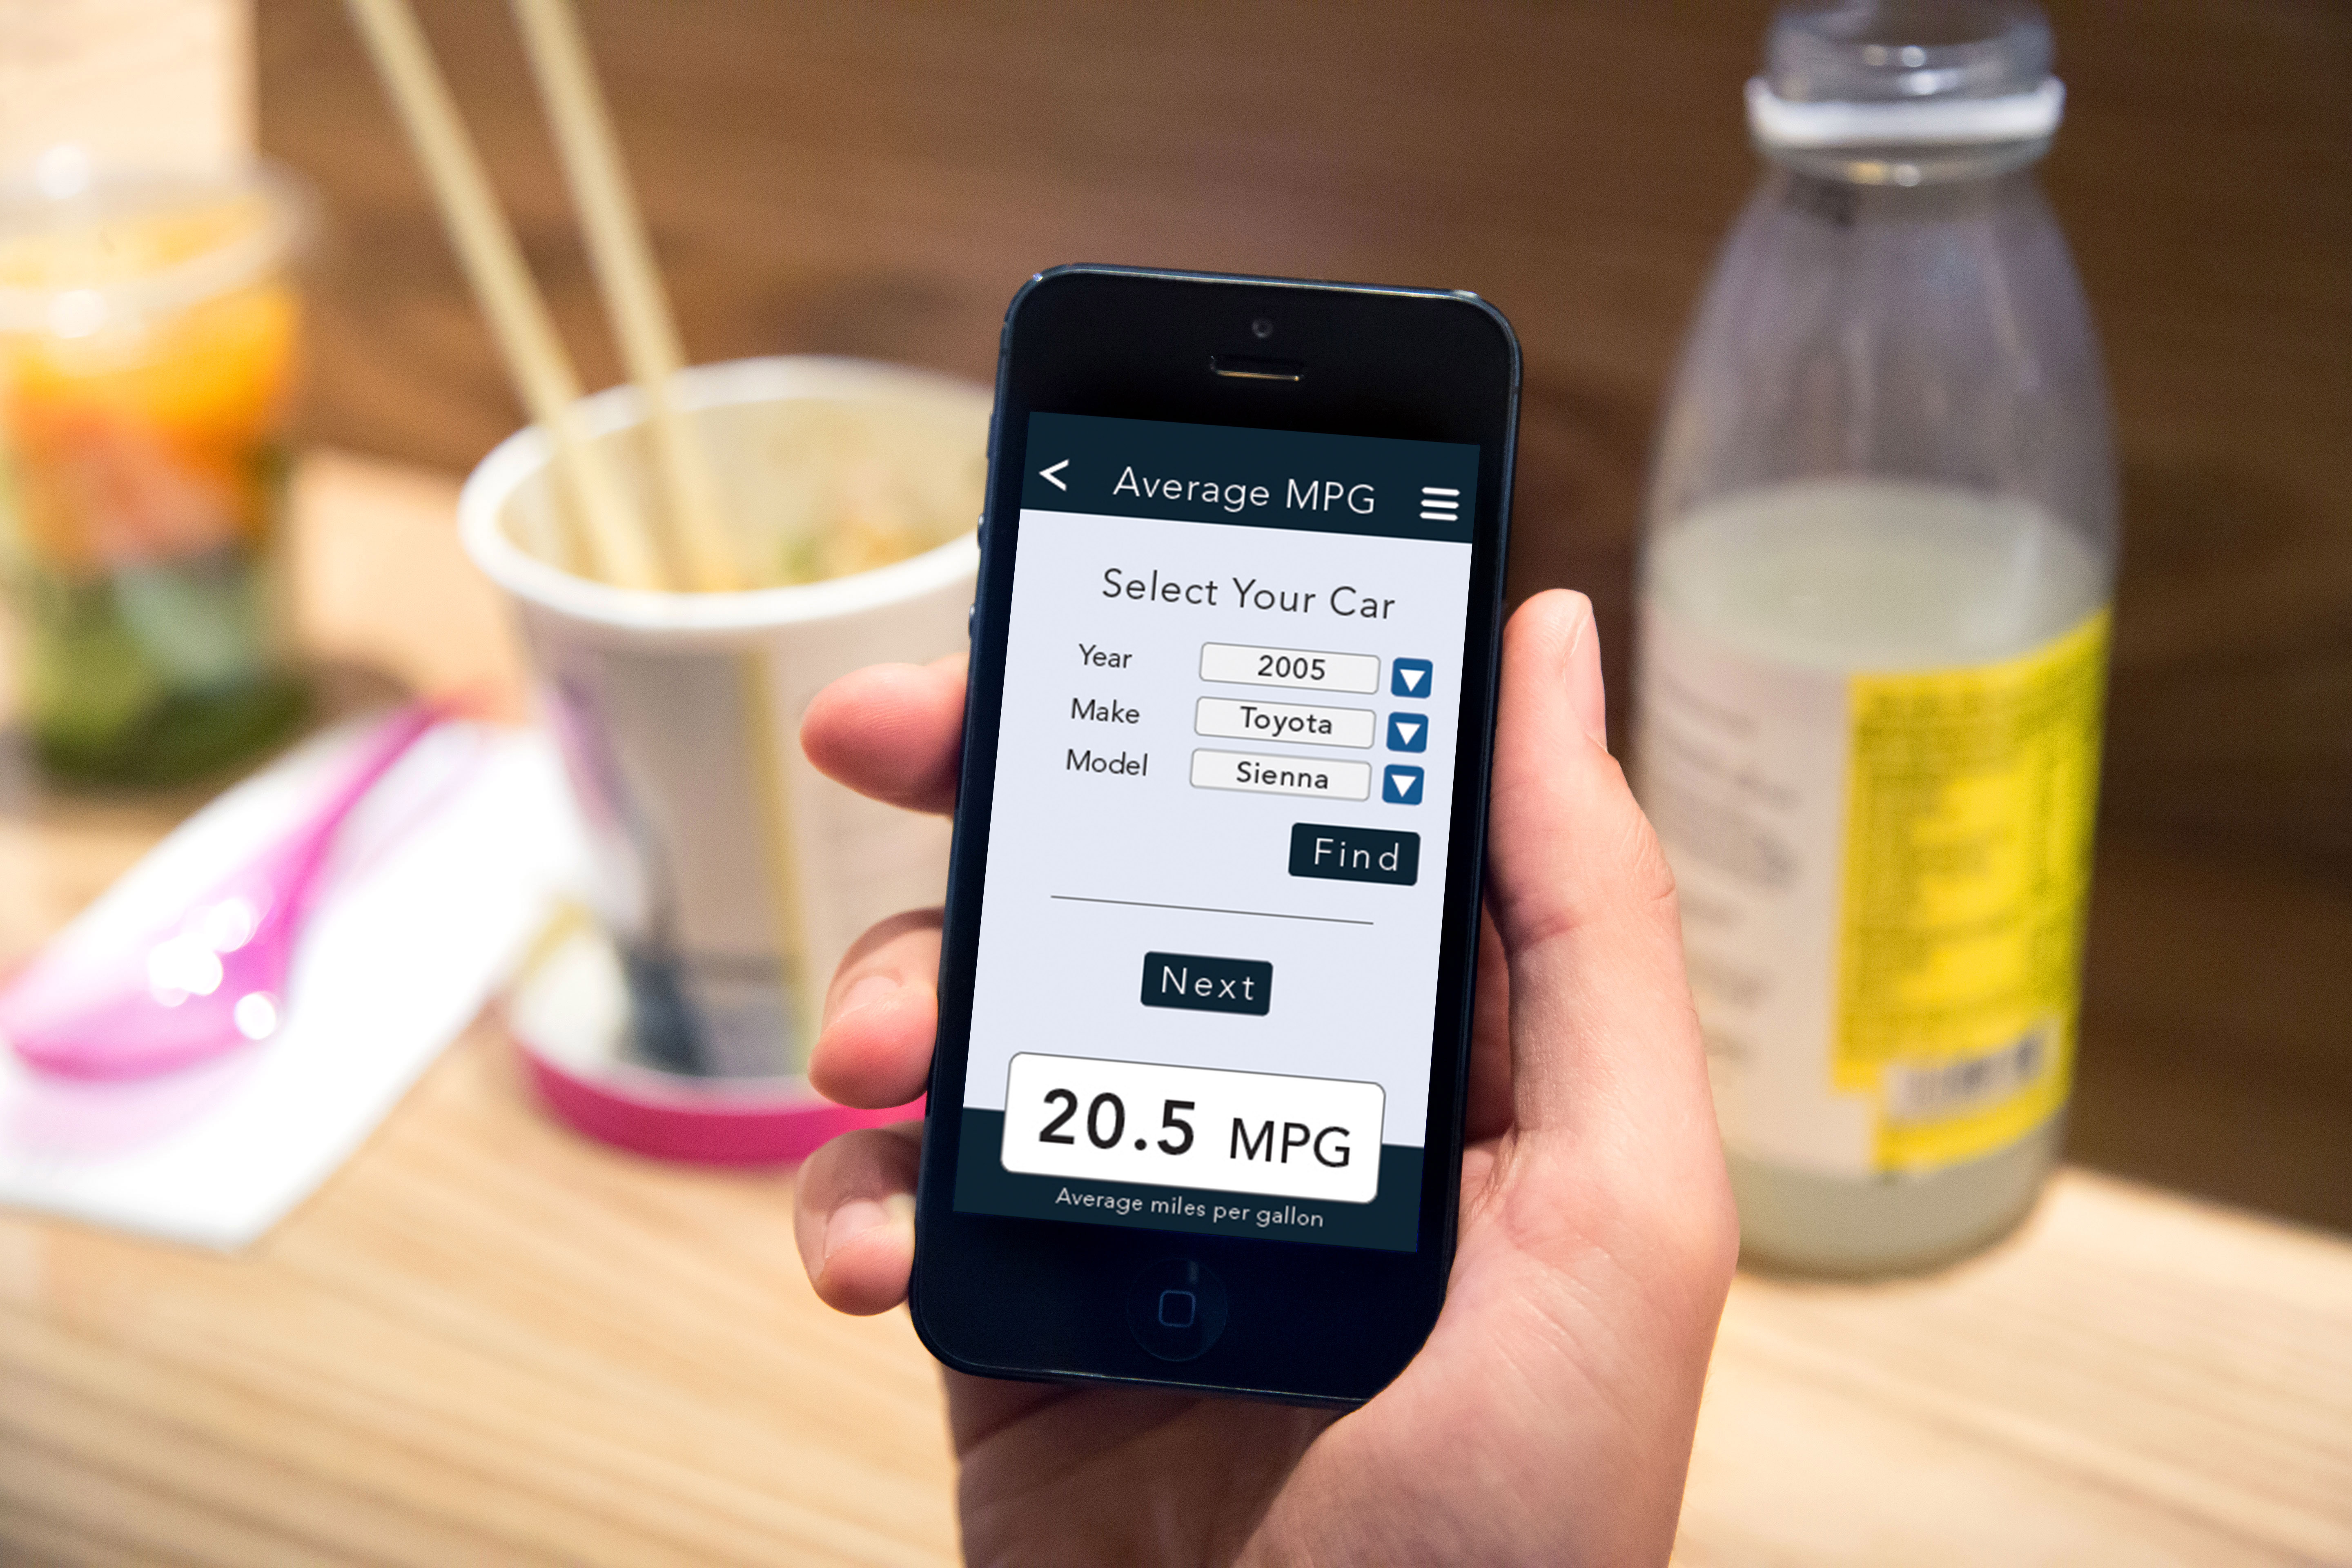 < Average MPG
Select Your Car
Year 2005
Make Toyota
Model Sienna
Find
Next
20.5 MPG
Average miles per gallon